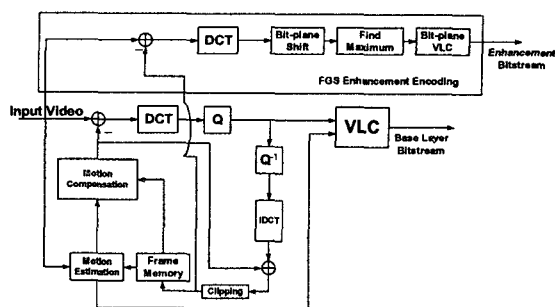 DCT
Bit-plane
Shift
Find
Maximum
Bit-plane
VLC
Enhancement
Bitstream
FGS Enhancement Encoding
Input Video
DCT
Q
VLC
Base Layer
Bitstream
Q-1
Motion
Compensation
IDCT
Motion
Estimation
Frame
Memory
Clipping